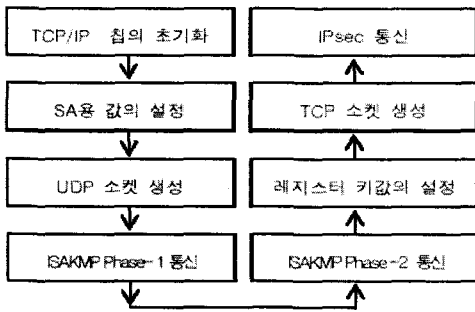 TCP/IP 칩의 초기화
SA용 값의 설정
UDP 소켓 생성
ISAKMP Phase-1 통신
ISAKMP Phase-2 통신
레지스터 키값의 설정
TCP 소켓 생성
IPsec 통신